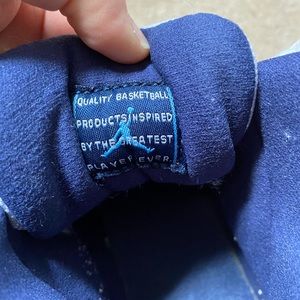 QUALITY BASKETBALL
PRODUCTS INSPIRED
BY THE GREATEST
PLAYER EVER.